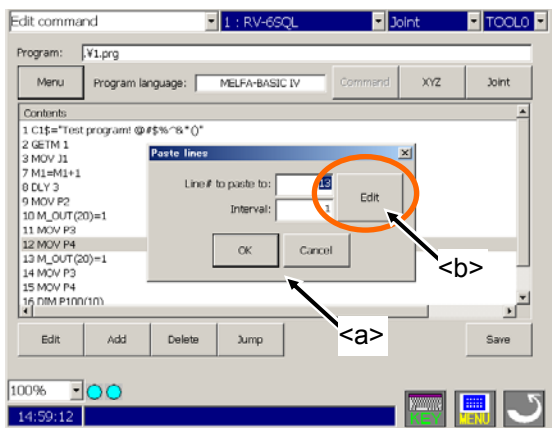 Edit command 1 : RV-6SQL Joint TOOL0
Program: .¥1.prg
Menu Program language: MELFA-BASIC IV Command XYZ Joint
Contents
1 C1$="Test program! @#$%^&*()"
2 GETM 1
3 MOV J1
7 M1=M1+1
8 DLY 3
9 MOV P2
10 M_OUT(20)=1
11 MOV P3
12 MOV P4
13 M_OUT(20)=1
14 MOV P3
15 MOV P4
16 DIM P100(10)
Paste lines
Line# to paste to: 13
Interval: 1
Edit
OK Cancel
<b>
<a>
Edit Add Delete Jump Save
100%
14:59:12
KEY MENU